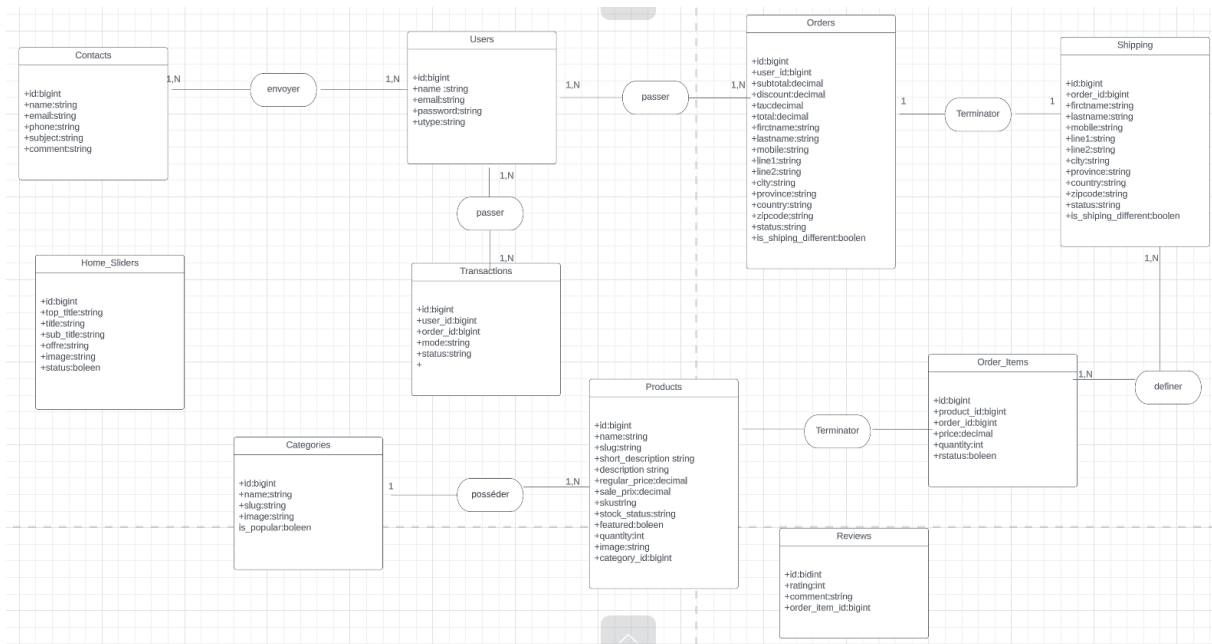 Contacts
+id:bigint
+name:string
+email:string
+phone:string
+subject:string
+comment:string
1,N
envoyer
1,N
Users
+id:bigint
+name :string
+email:string
+password:string
+utype:string
1,N
passer
1,N
Orders
+id:bigint
+user_id:bigint
+subtotal:decimal
+discount:decimal
+tax:decimal
+total:decimal
+firctname:string
+lastname:string
+mobile:string
+line1:string
+line2:string
+city:string
+province:string
+country:string
+zipcode:string
+status:string
+is_shiping_different:boolen
1
Terminator
1
Shipping
+id:bigint
+order_id:bigint
+firctname:string
+lastname:string
+mobile:string
+line1:string
+line2:string
+city:string
+province:string
+country:string
+zipcode:string
+status:string
+is_shiping_different:boolen
1,N
passer
1,N
Home_Sliders
+id:bigint
+top_title:string
+title:string
+sub_title:string
+offre:string
+image:string
+status:boleen
Transactions
+id:bigint
+user_id:bigint
+order_id:bigint
+mode:string
+status:string
+
1,N
definer
1,N
Order_Items
+id:bigint
+product_id:bigint
+order_id:bigint
+price:decimal
+quantity:int
+rstatus:boleen
Terminator
Products
+id:bigint
+name:string
+slug:string
+short_description string
+description string
+regular_price:decimal
+sale_prix:decimal
+skustring
+stock_status:string
+featured:boleen
+quantity:int
+image:string
+category_id:bigint
Categories
+id:bigint
+name:string
+slug:string
+image:string
is_popular:boleen
1
posséder
1,N
Reviews
+id:bidint
+rating:int
+comment:string
+order_item_id:bigint